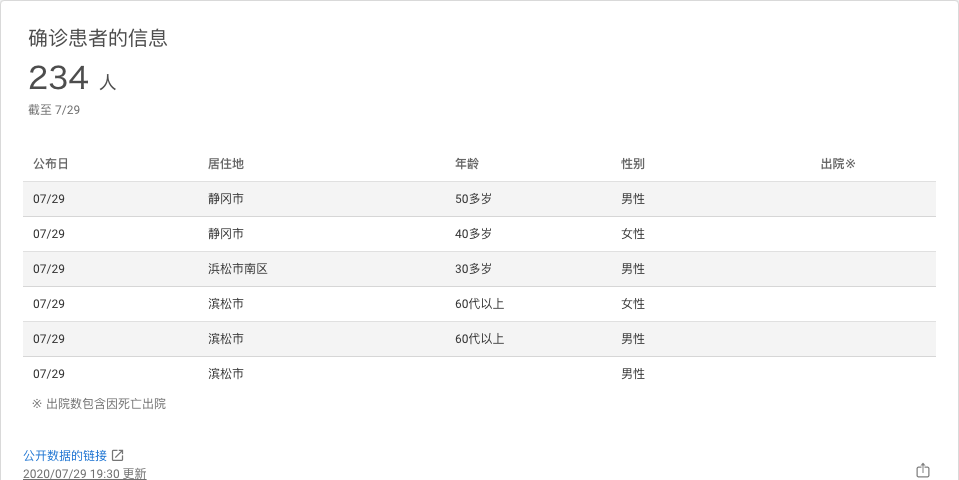 确诊患者的信息
234 人
截至 7/29
公布日 居住地 年龄 性别 出院※
07/29 静冈市 50多岁 男性
07/29 静冈市 40多岁 女性
07/29 浜松市南区 30多岁 男性
07/29 滨松市 60代以上 女性
07/29 滨松市 60代以上 男性
07/29 滨松市 男性
※ 出院数包含因死亡出院
公开数据的链接
2020/07/29 19:30 更新